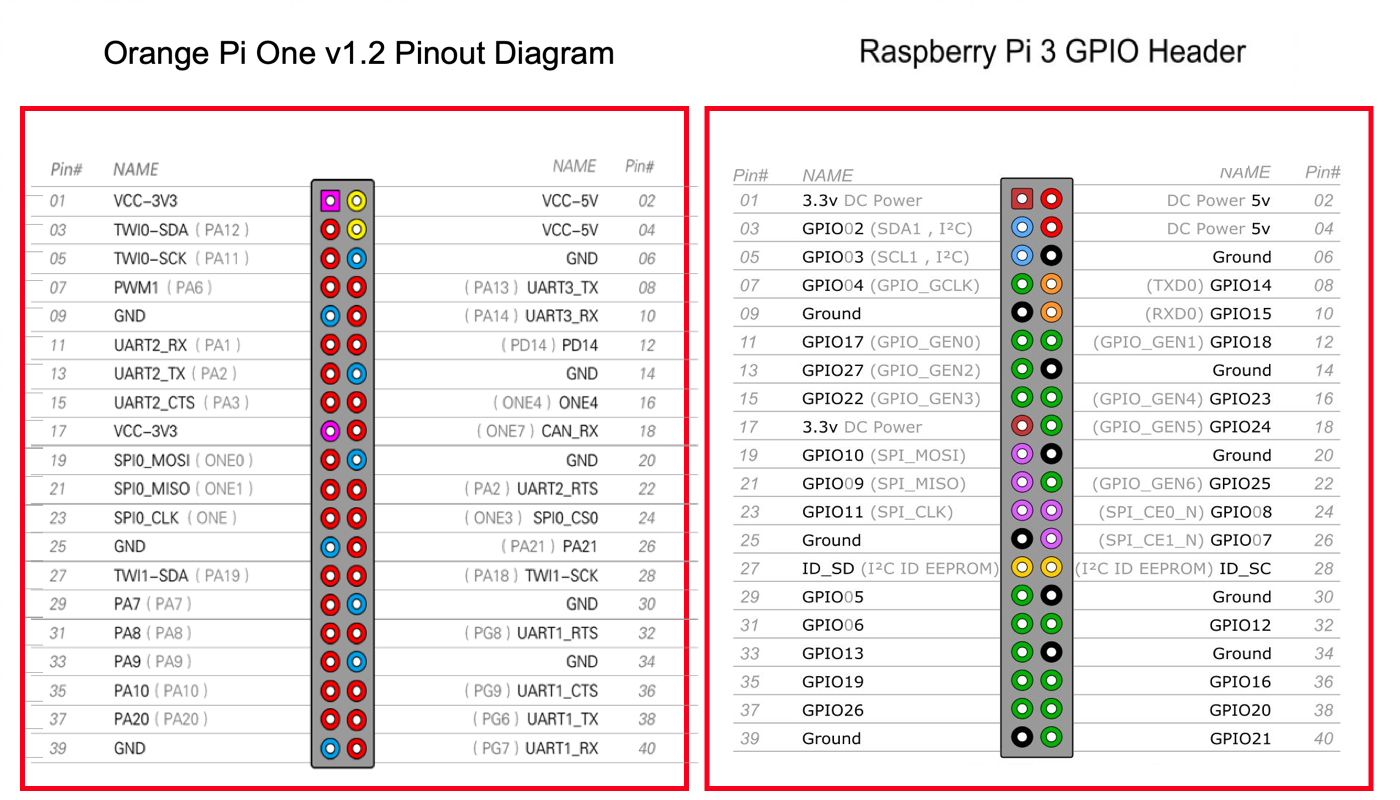 Orange Pi One v1.2 Pinout Diagram
Pin# NAME NAME Pin#
01 VCC-3V3 VCC-5V 02
03 TWI0-SDA ( PA12 ) VCC-5V 04
05 TWI0-SCK ( PA11 ) GND 06
07 PWM1 ( PA6 ) ( PA13 ) UART3_TX 08
09 GND ( PA14 ) UART3_RX 10
11 UART2_RX ( PA1 ) ( PD14 ) PD14 12
13 UART2_TX ( PA2 ) GND 14
15 UART2_CTS ( PA3 ) ( ONE4 ) ONE4 16
17 VCC-3V3 ( ONE7 ) CAN_RX 18
19 SPI0_MOSI ( ONE0 ) GND 20
21 SPI0_MISO ( ONE1 ) ( PA2 ) UART2_RTS 22
23 SPI0_CLK ( ONE ) ( ONE3 ) SPI0_CS0 24
25 GND ( PA21 ) PA21 26
27 TWI1-SDA ( PA19 ) ( PA18 ) TWI1-SCK 28
29 PA7 ( PA7 ) GND 30
31 PA8 ( PA8 ) ( PG8 ) UART1_RTS 32
33 PA9 ( PA9 ) GND 34
35 PA10 ( PA10 ) ( PG9 ) UART1_CTS 36
37 PA20 ( PA20 ) ( PG6 ) UART1_TX 38
39 GND ( PG7 ) UART1_RX 40
Raspberry Pi 3 GPIO Header
Pin# NAME NAME Pin#
01 3.3v DC Power DC Power 5v 02
03 GPIO02 (SDA1 , I²C) DC Power 5v 04
05 GPIO03 (SCL1 , I²C) Ground 06
07 GPIO04 (GPIO_GCLK) (TXD0) GPIO14 08
09 Ground (RXD0) GPIO15 10
11 GPIO17 (GPIO_GEN0) (GPIO_GEN1) GPIO18 12
13 GPIO27 (GPIO_GEN2) Ground 14
15 GPIO22 (GPIO_GEN3) (GPIO_GEN4) GPIO23 16
17 3.3v DC Power (GPIO_GEN5) GPIO24 18
19 GPIO10 (SPI_MOSI) Ground 20
21 GPIO09 (SPI_MISO) (GPIO_GEN6) GPIO25 22
23 GPIO11 (SPI_CLK) (SPI_CE0_N) GPIO08 24
25 Ground (SPI_CE1_N) GPIO07 26
27 ID_SD (I²C ID EEPROM) (I²C ID EEPROM) ID_SC 28
29 GPIO05 Ground 30
31 GPIO06 GPIO12 32
33 GPIO13 Ground 34
35 GPIO19 GPIO16 36
37 GPIO26 GPIO20 38
39 Ground GPIO21 40